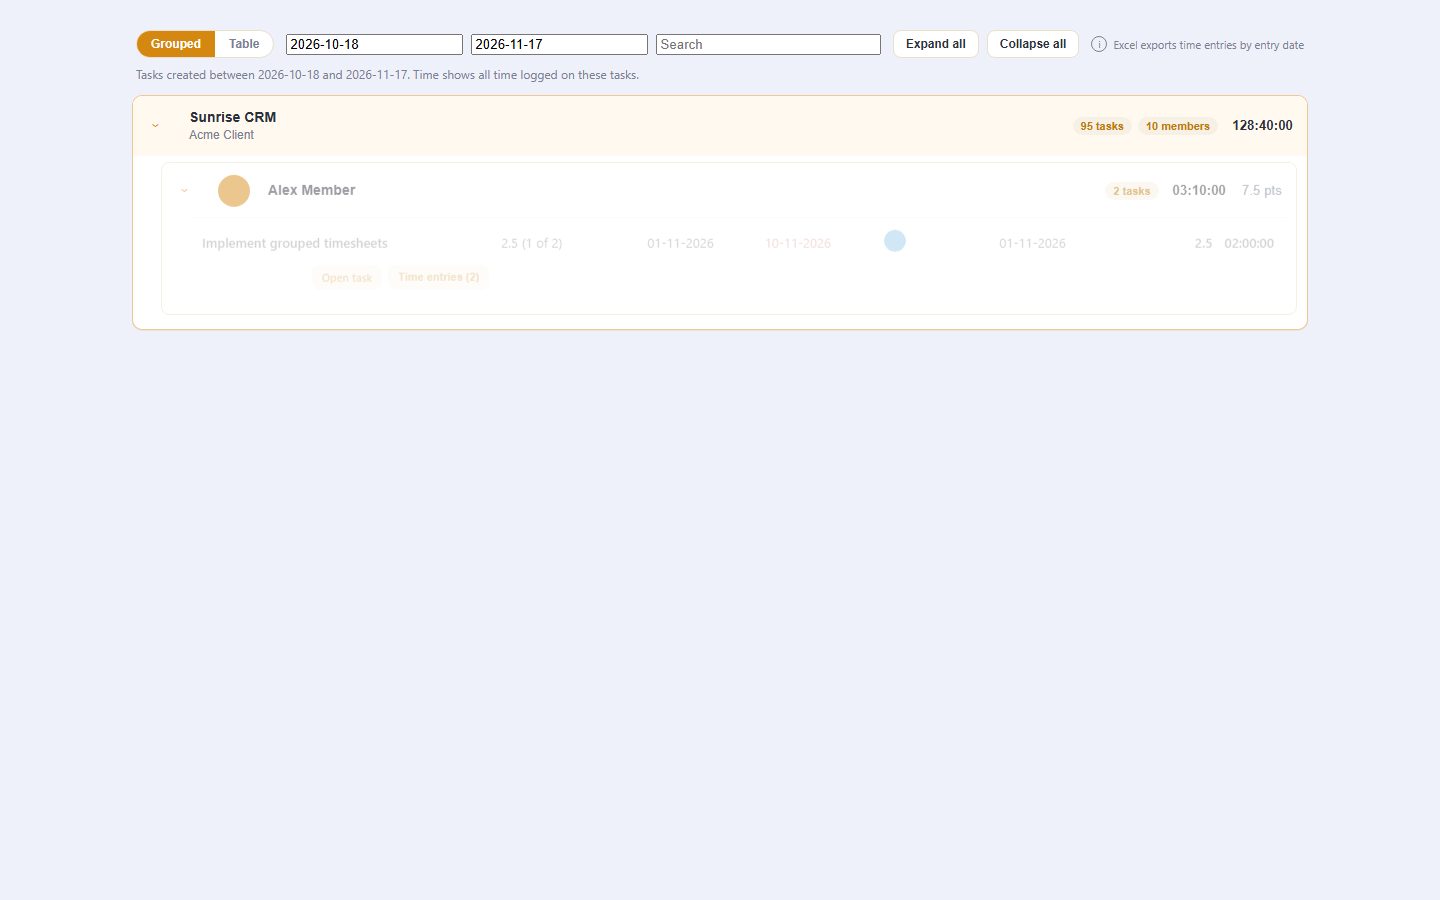 Grouped Table 2026-10-18 2026-11-17 Search Expand all Collapse all i Excel exports time entries by entry date
Tasks created between 2026-10-18 and 2026-11-17. Time shows all time logged on these tasks.
Sunrise CRM
Acme Client
95 tasks 10 members 128:40:00
Alex Member 2 tasks 03:10:00 7.5 pts
Implement grouped timesheets 2.5 (1 of 2) 01-11-2026 10-11-2026 01-11-2026 2.5 02:00:00
Open task Time entries (2)